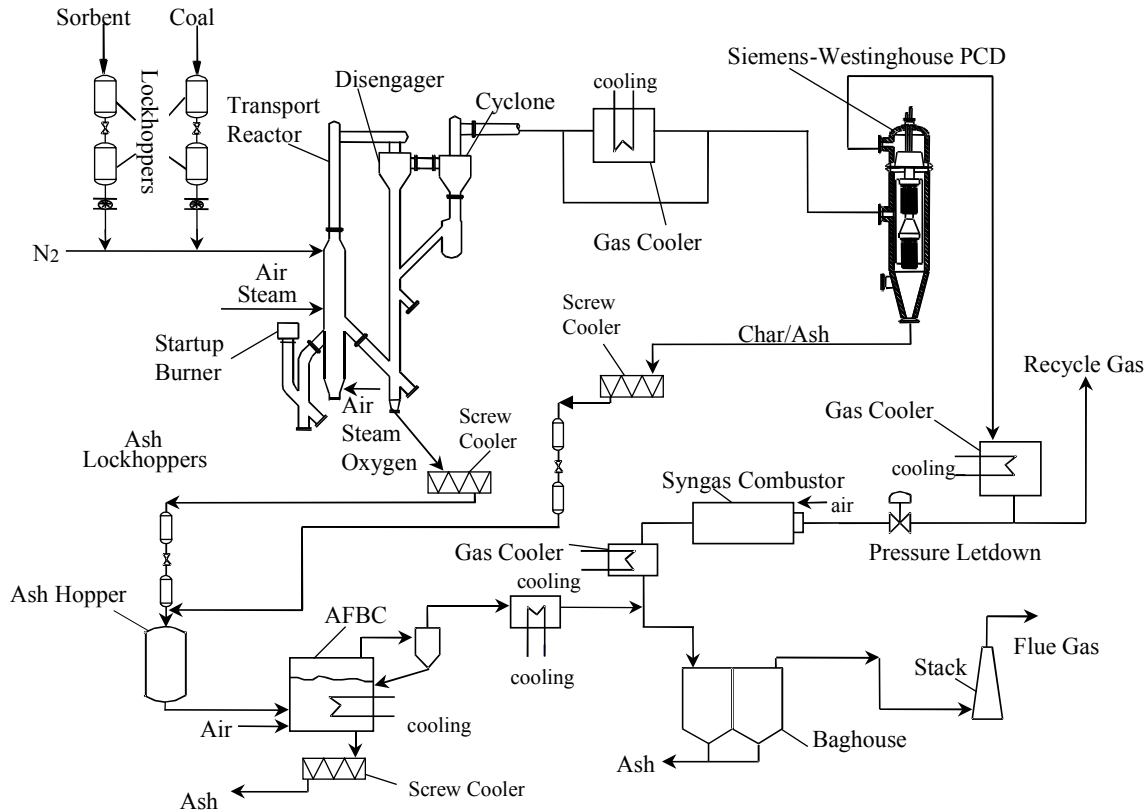 Sorbent
Coal
Lockhoppers
Siemens-Westinghouse PCD
Disengager
cooling
Cyclone
Transport
Reactor
Gas Cooler
N2
Air
Steam
Screw
Cooler
Startup
Burner
Char/Ash
Recycle Gas
Air
Steam
Oxygen
Screw
Cooler
Gas Cooler
cooling
Ash
Lockhoppers
Syngas Combustor
air
Gas Cooler
Pressure Letdown
cooling
Ash Hopper
AFBC
Flue Gas
Stack
cooling
cooling
Air
Baghouse
Ash
Screw Cooler
Ash